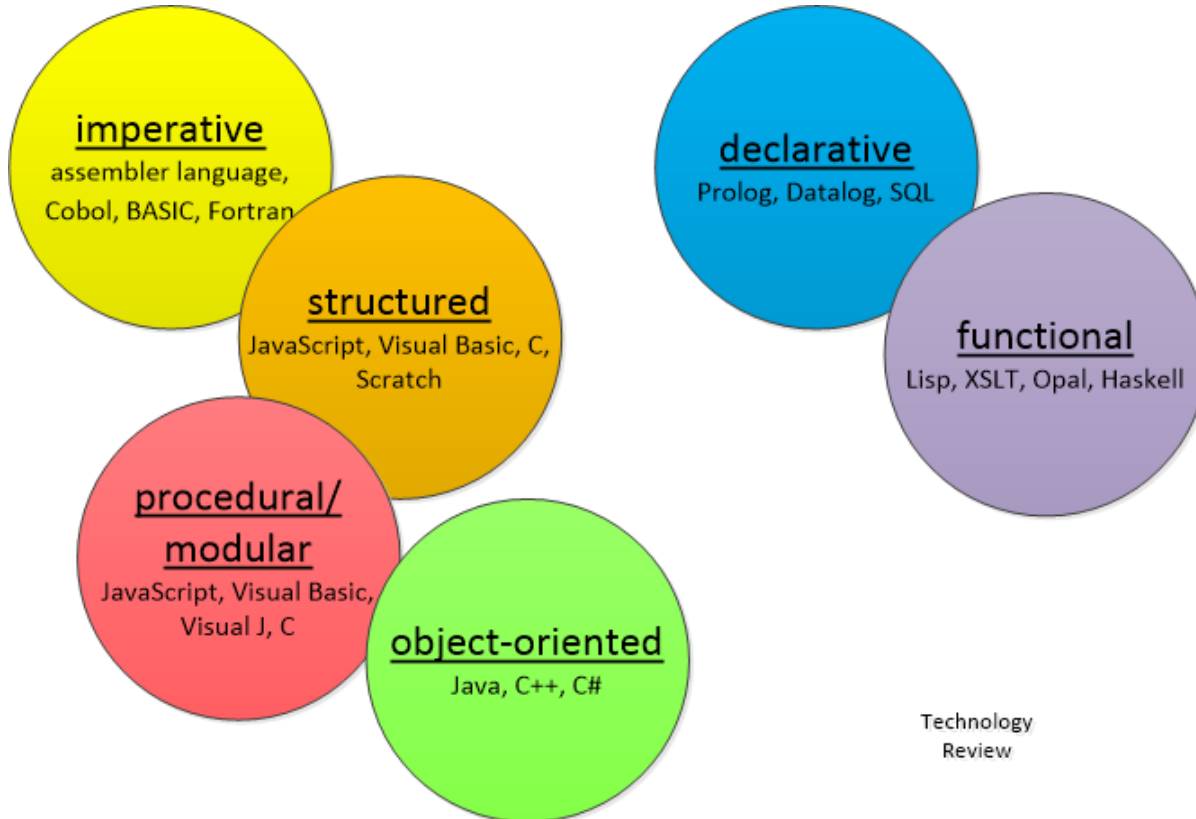 imperative
assembler language,
Cobol, BASIC, Fortran
structured
JavaScript, Visual Basic, C,
Scratch
procedural/
modular
JavaScript, Visual Basic,
Visual J, C
object-oriented
Java, C++, C#
declarative
Prolog, Datalog, SQL
functional
Lisp, XSLT, Opal, Haskell
Technology
Review